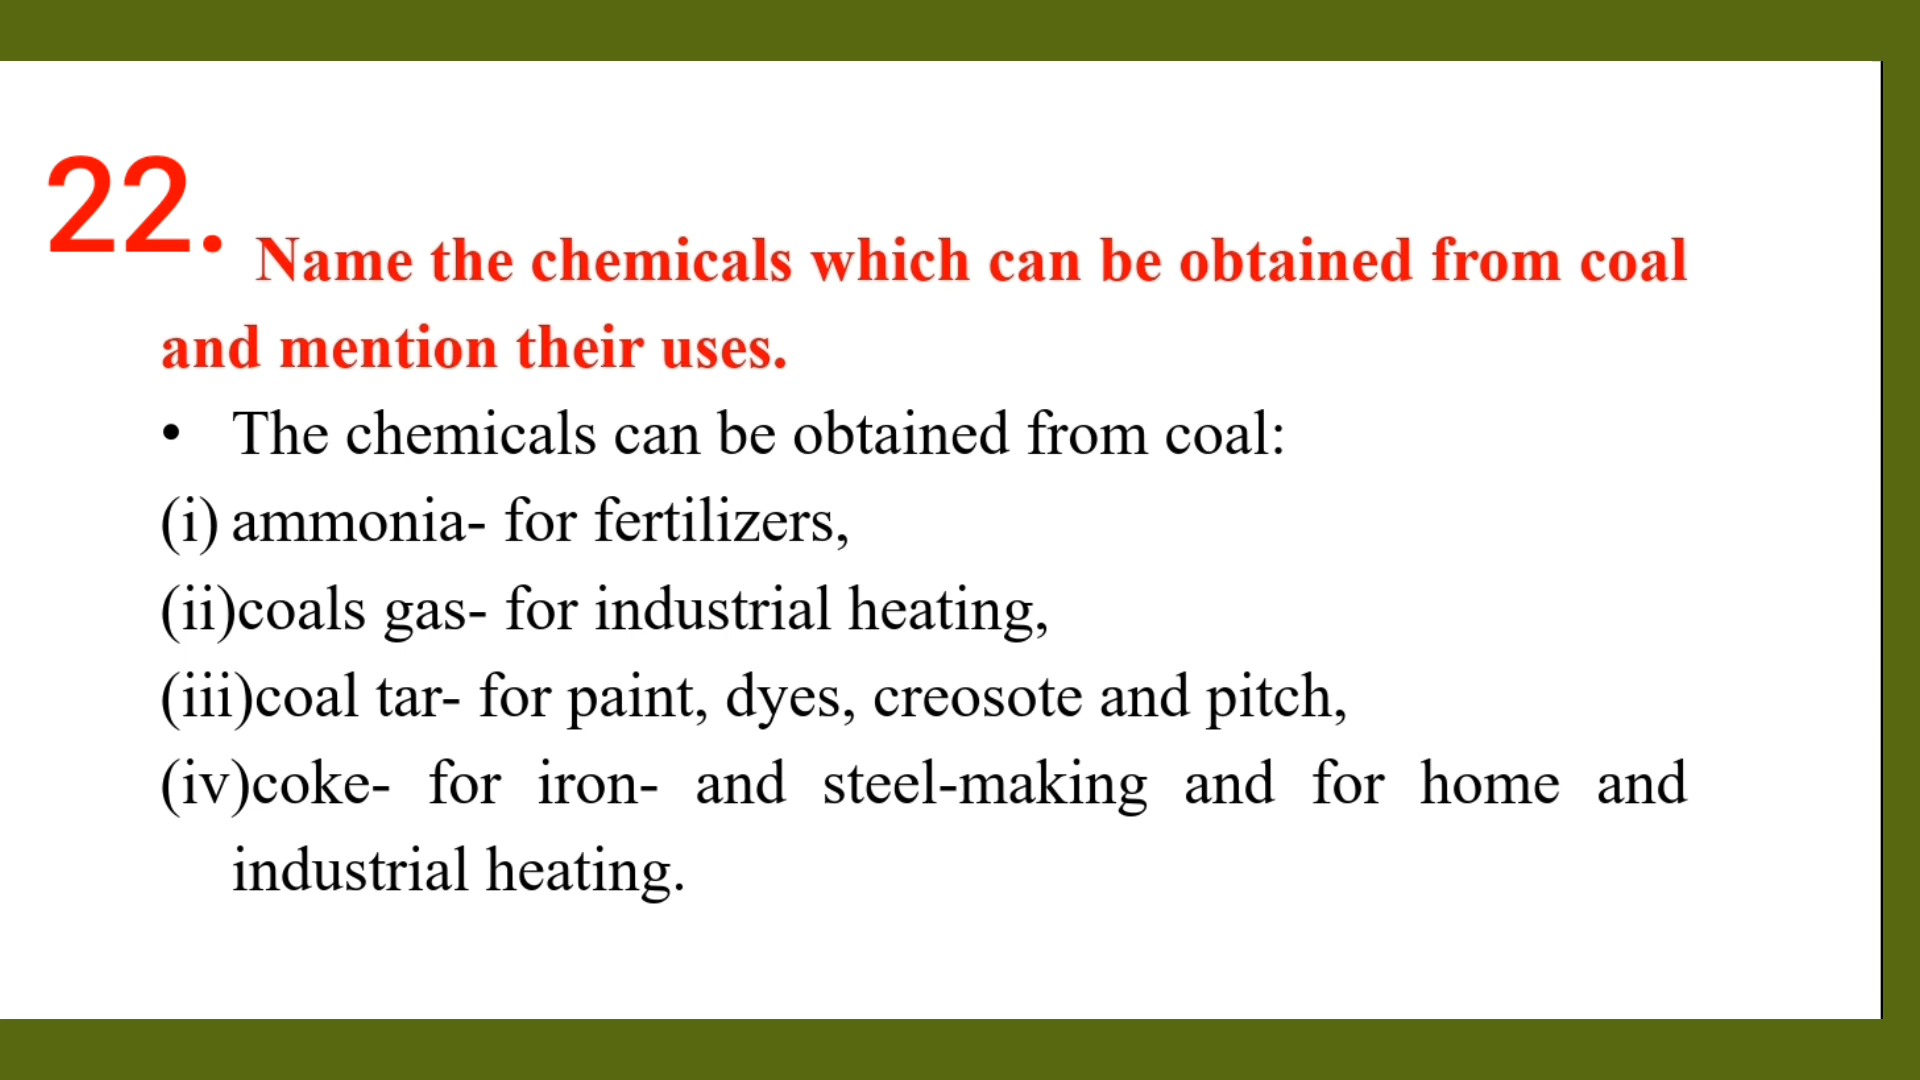 22. Name the chemicals which can be obtained from coal
and mention their uses.
• The chemicals can be obtained from coal:
(i) ammonia- for fertilizers,
(ii)coals gas- for industrial heating,
(iii)coal tar- for paint, dyes, creosote and pitch,
(iv)coke- for iron- and steel-making and for home and
industrial heating.